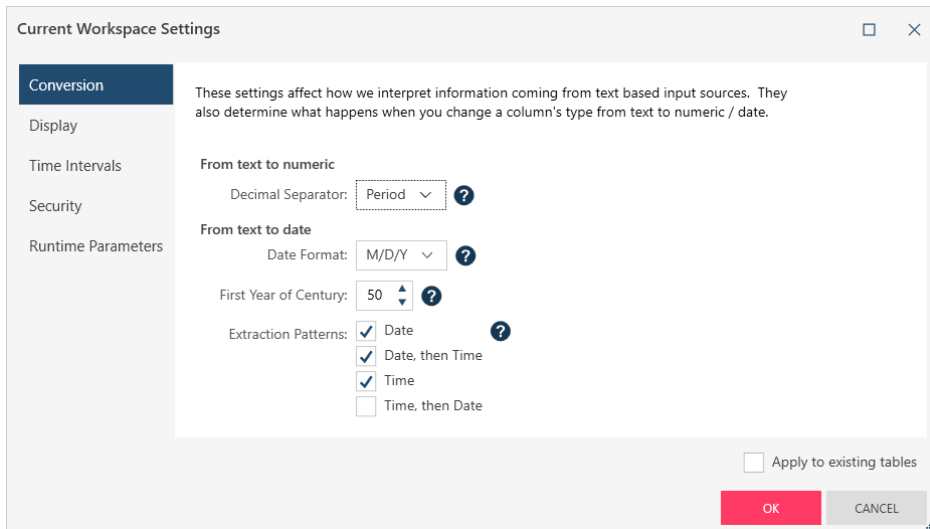 Current Workspace Settings
Conversion
Display
Time Intervals
Security
Runtime Parameters
These settings affect how we interpret information coming from text based input sources. They
also determine what happens when you change a column's type from text to numeric / date.
From text to numeric
Decimal Separator: Period ?
From text to date
Date Format: M/D/Y ?
First Year of Century: 50 ?
Extraction Patterns: Date ?
Date, then Time
Time
Time, then Date
Apply to existing tables
OK CANCEL